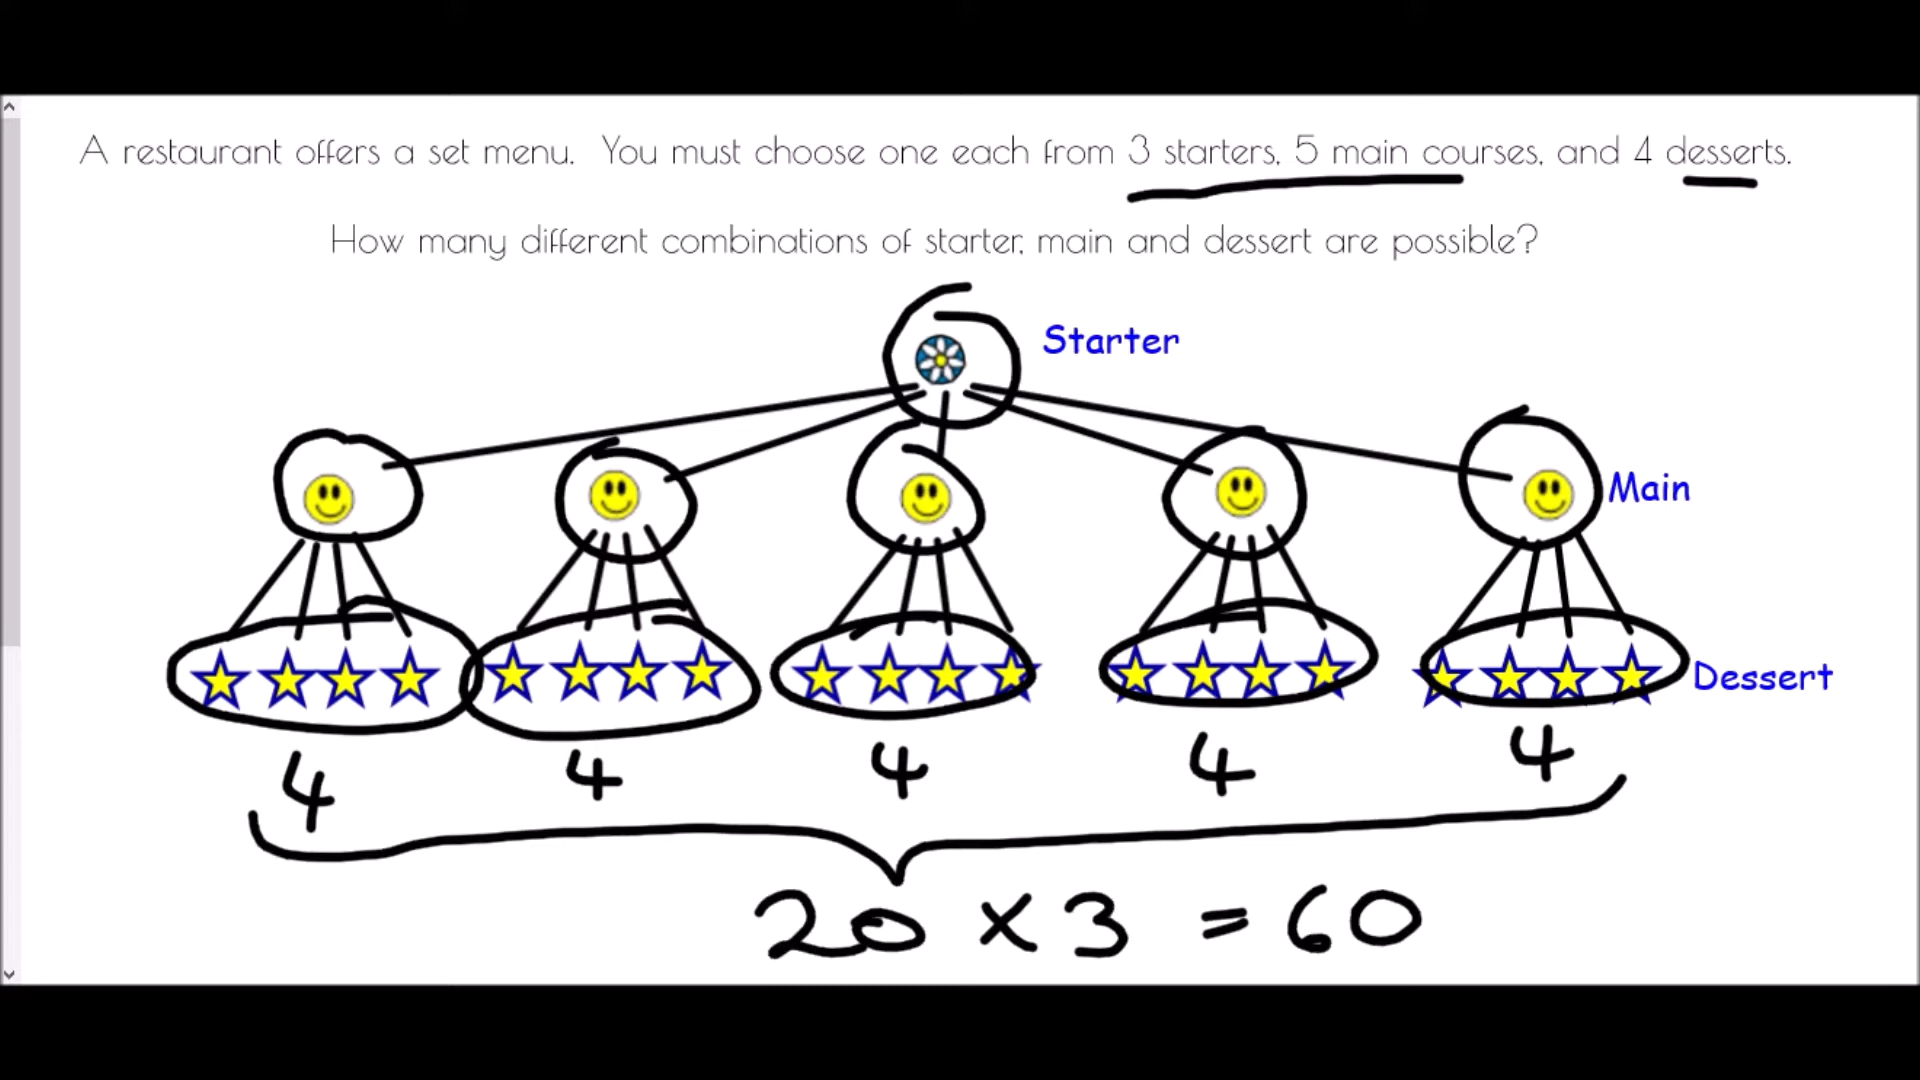 A restaurant offers a set menu. You must choose one each from 3 starters, 5 main courses, and 4 desserts.
How many different combinations of starter, main and dessert are possible?
Starter
Main
Dessert
4 4 4 4 4
20 × 3 = 60